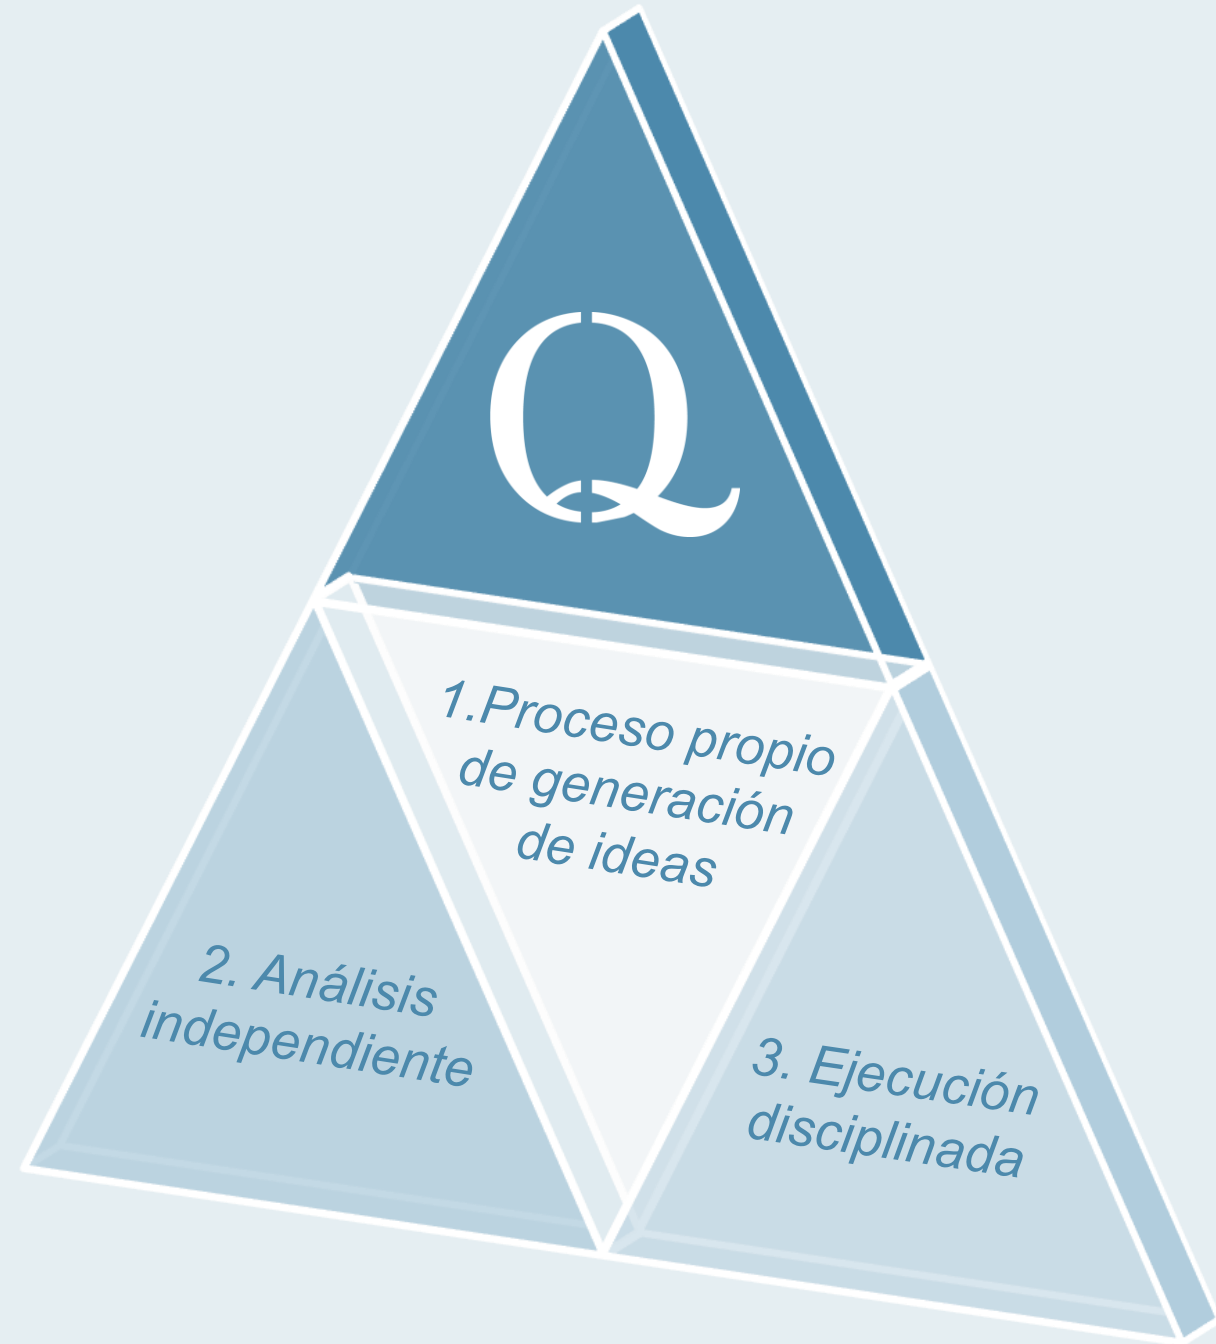 Q
1.Proceso propio
de generación
de ideas
2. Análisis
independiente
3. Ejecución
disciplinada